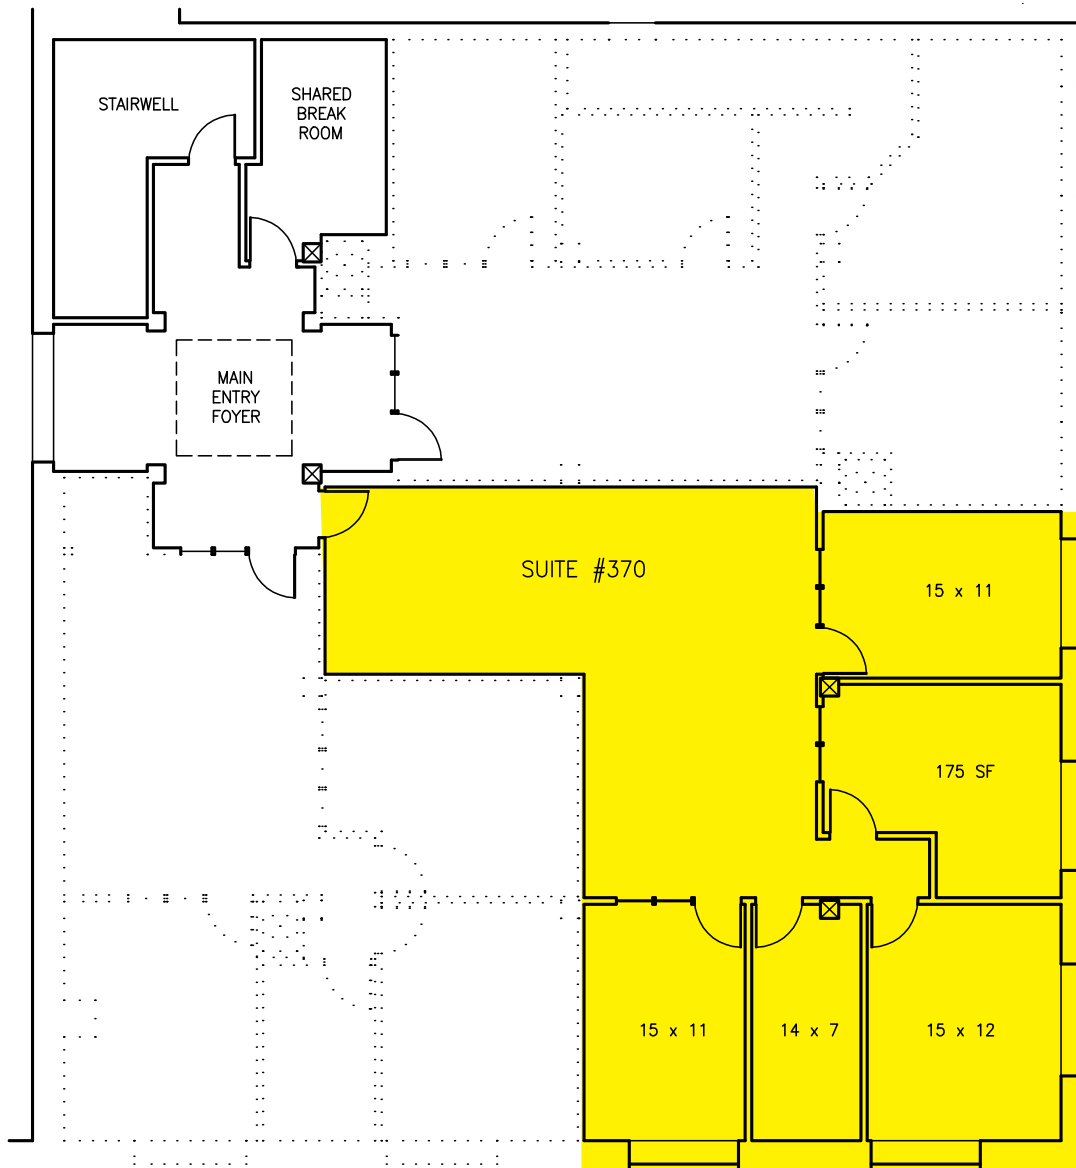 STAIRWELL
SHARED
BREAK
ROOM
MAIN
ENTRY
FOYER
SUITE #370
15 x 11
175 SF
15 x 11
14 x 7
15 x 12